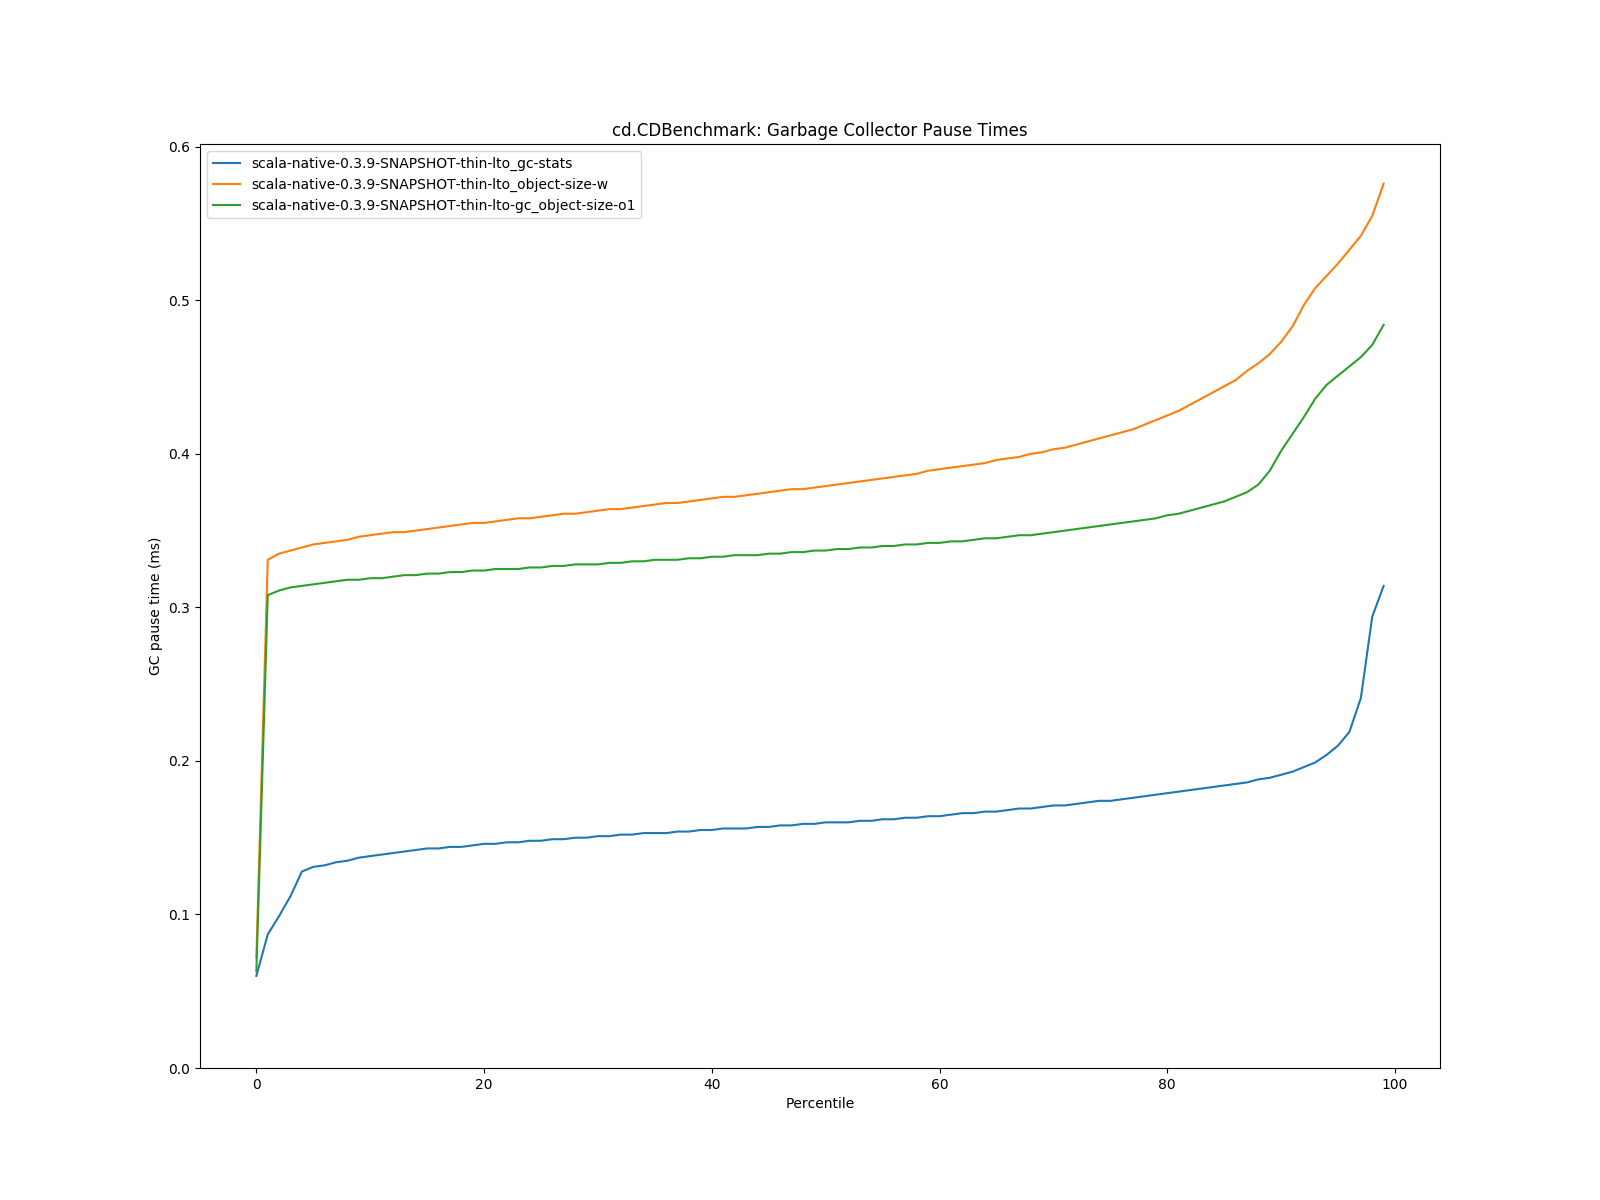 cd.CDBenchmark: Garbage Collector Pause Times
scala-native-0.3.9-SNAPSHOT-thin-lto_gc-stats
scala-native-0.3.9-SNAPSHOT-thin-lto_object-size-w
scala-native-0.3.9-SNAPSHOT-thin-lto-gc_object-size-o1
GC pause time (ms)
0.6
0.5
0.4
0.3
0.2
0.1
0.0
0 20 40 60 80 100
Percentile